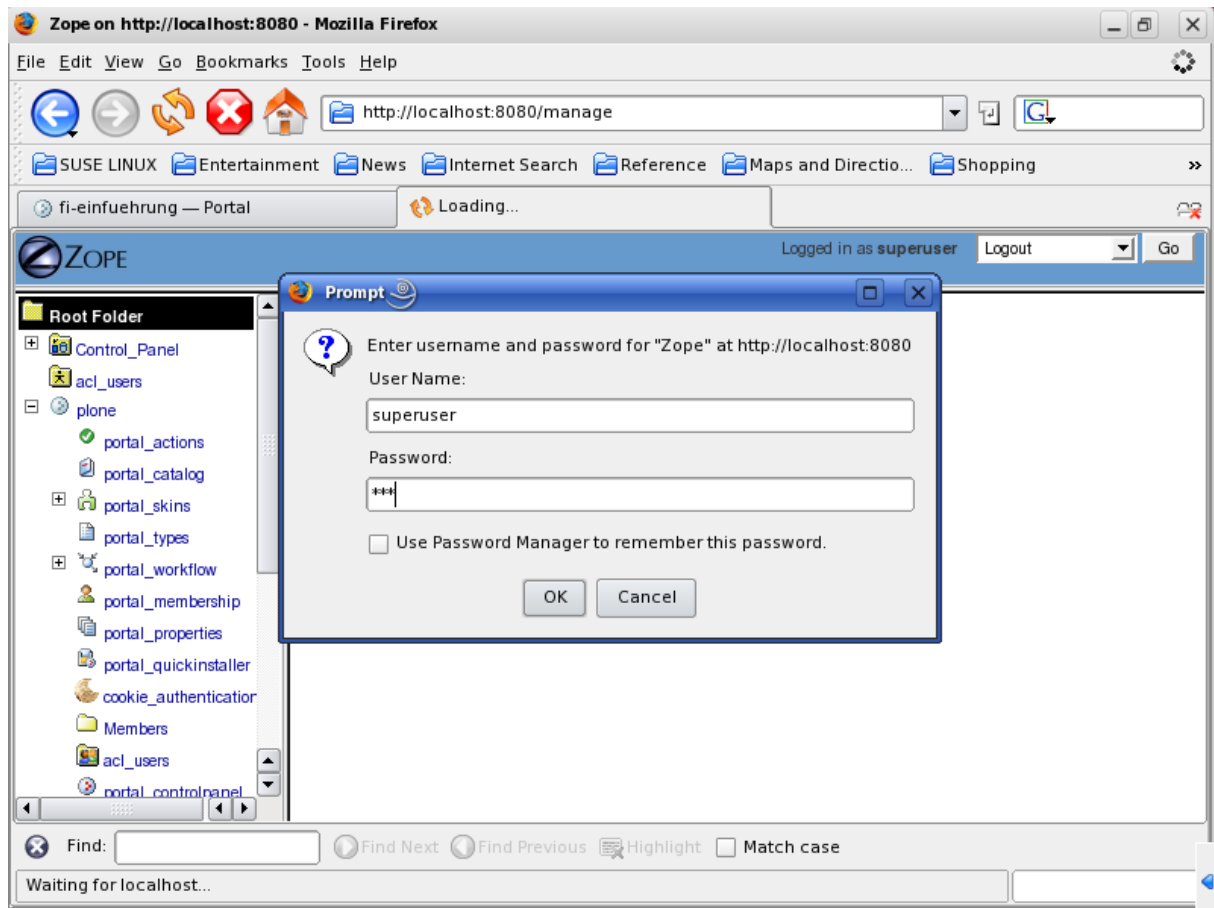 Zope on http://localhost:8080 - Mozilla Firefox
File Edit View Go Bookmarks Tools Help
http://localhost:8080/manage
G
SUSE LINUX Entertainment News Internet Search Reference Maps and Directio... Shopping »
fi-einfuehrung — Portal Loading...
ZOPE Logged in as superuser Logout Go
Prompt
Enter username and password for "Zope" at http://localhost:8080
User Name:
superuser
Password:
***
Use Password Manager to remember this password.
OK Cancel
Root Folder
Control_Panel
acl_users
plone
portal_actions
portal_catalog
portal_skins
portal_types
portal_workflow
portal_membership
portal_properties
portal_quickinstaller
cookie_authentication
Members
acl_users
portal_controlpanel
Find: Find Next Find Previous Highlight Match case
Waiting for localhost...